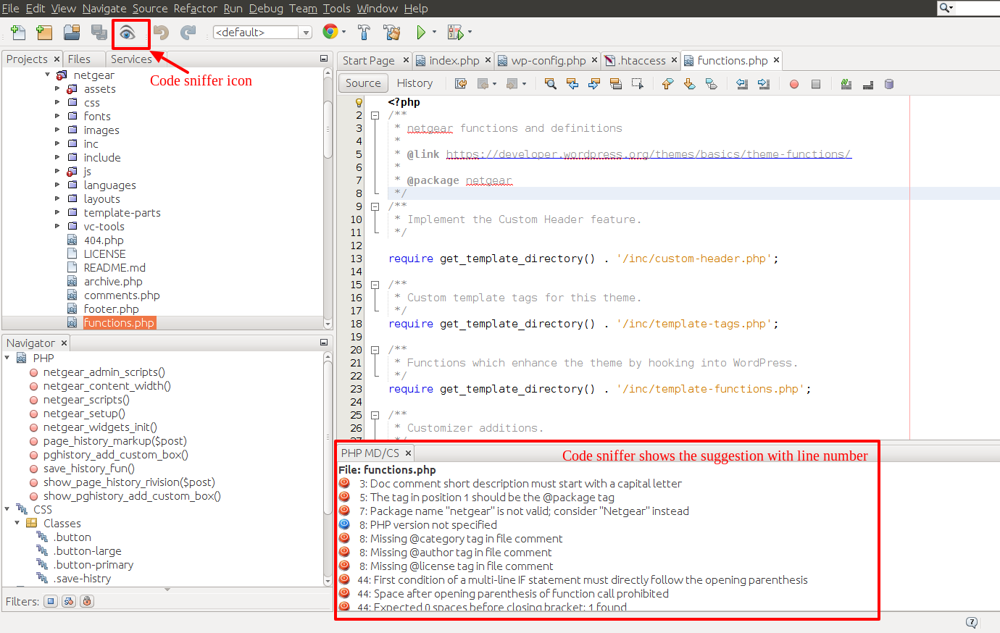 File Edit View Navigate Source Refactor Run Debug Team Tools Window Help
<default>
Projects Files Services
Code sniffer icon
netgear
assets
css
fonts
images
inc
include
js
languages
layouts
template-parts
vc-tools
404.php
LICENSE
README.md
archive.php
comments.php
footer.php
functions.php
Navigator
PHP
netgear_admin_scripts()
netgear_content_width()
netgear_scripts()
netgear_setup()
netgear_widgets_init()
page_history_markup($post)
pghistory_add_custom_box()
save_history_fun()
show_page_history_rivision($post)
show_pghistory_add_custom_box()
CSS
Classes
.button
.button-large
.button-primary
.save-histry
Filters:
Start Page index.php wp-config.php .htaccess functions.php
Source History
<?php
2 /**
3 * netgear functions and definitions
4 *
5 * @link https://developer.wordpress.org/themes/basics/theme-functions/
6 *
7 * @package netgear
8 */
9 /**
10 * Implement the Custom Header feature.
11 */
12
13 require get_template_directory() . '/inc/custom-header.php';
14
15 /**
16 * Custom template tags for this theme.
17 */
18 require get_template_directory() . '/inc/template-tags.php';
19
20 /**
21 * Functions which enhance the theme by hooking into WordPress.
22 */
23 require get_template_directory() . '/inc/template-functions.php';
24
25 /**
26 * Customizer additions.
27 */
PHP MD/CS
Code sniffer shows the suggestion with line number
File: functions.php
3: Doc comment short description must start with a capital letter
5: The tag in position 1 should be the @package tag
7: Package name "netgear" is not valid; consider "Netgear" instead
8: PHP version not specified
8: Missing @category tag in file comment
8: Missing @author tag in file comment
8: Missing @license tag in file comment
44: First condition of a multi-line IF statement must directly follow the opening parenthesis
44: Space after opening parenthesis of function call prohibited
44: Expected 0 spaces before closing bracket; 1 found
7